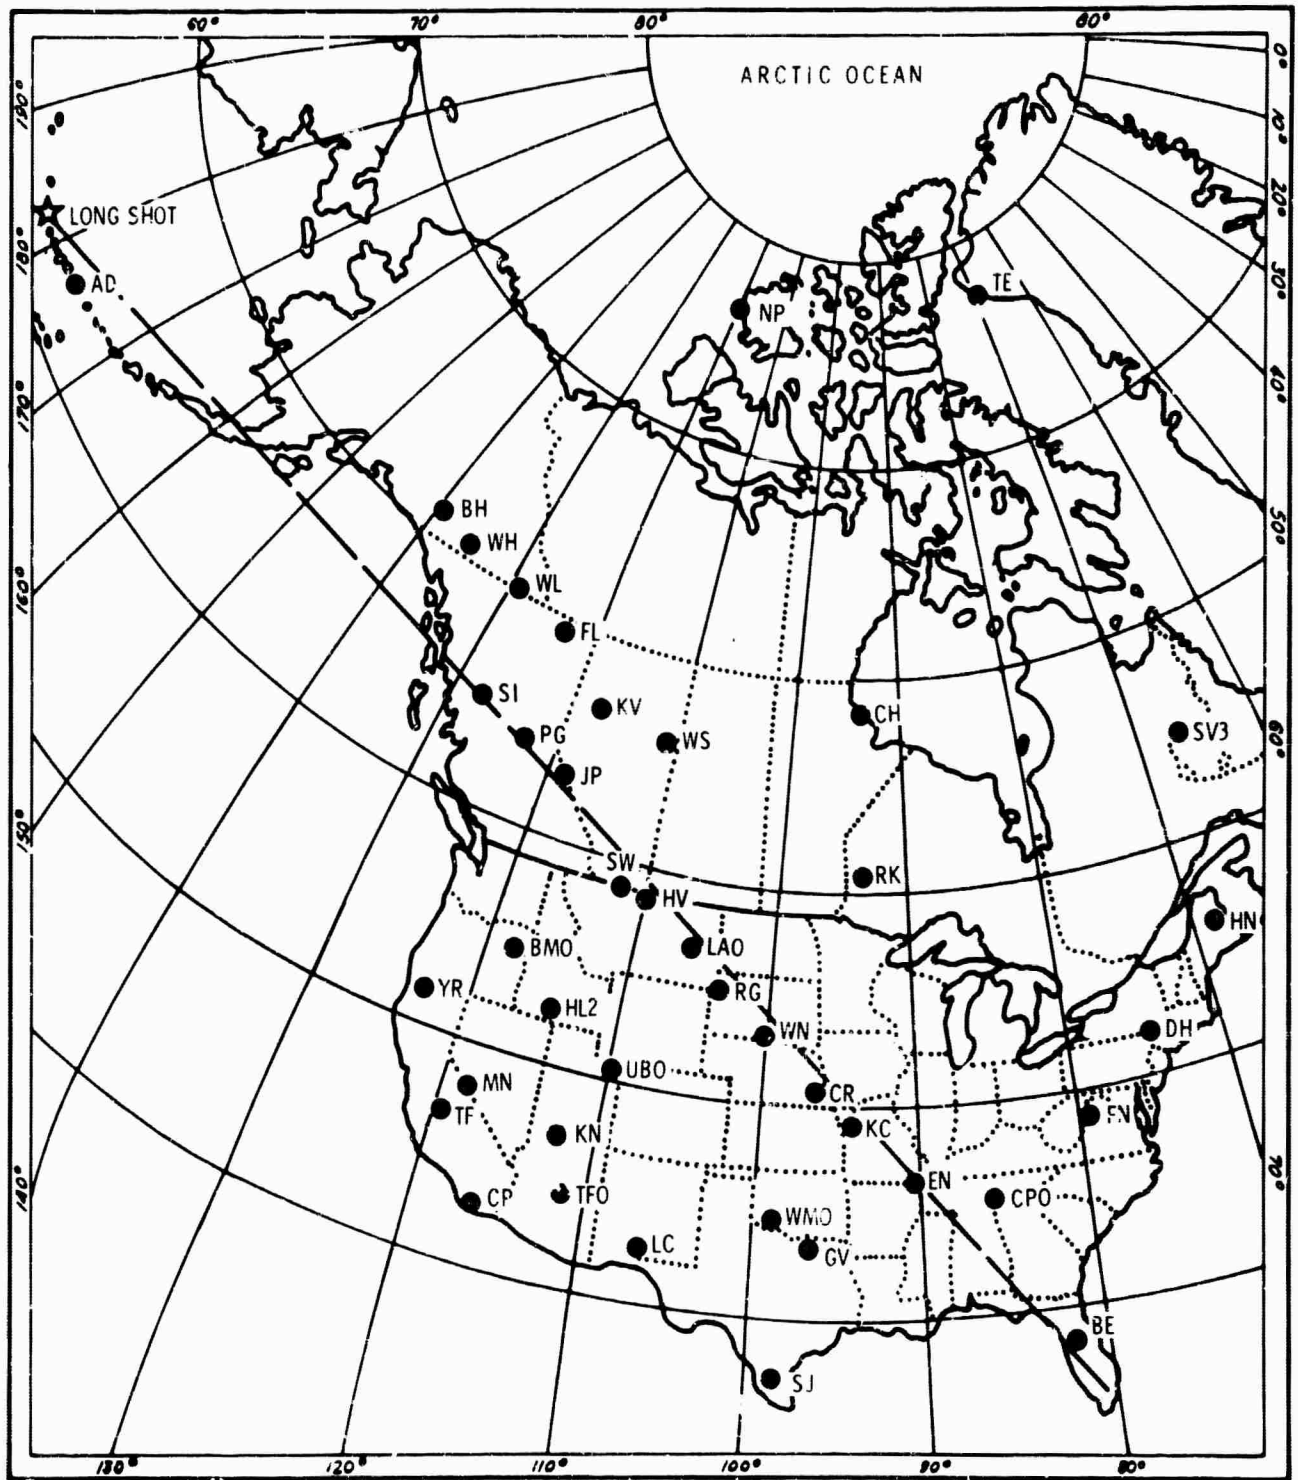 60° 70° 80° 80°
ARCTIC OCEAN
0°
10°
20°
30°
40°
50°
60°
70°
190°
180°
170°
160°
150°
140°
LONG SHOT
AD
NP
TE
BH
WH
WL
FL
SI
KV
CH
PG
WS
SV3
JP
SW
RK
HV
HN
BMO
LAO
YR
RG
HL2
WN
DH
UBO
MN
CR
TF
KN
KC
CP
TFO
EN
CPO
WMO
LC
GV
BE
SJ
130° 120° 110° 100° 90° 80°